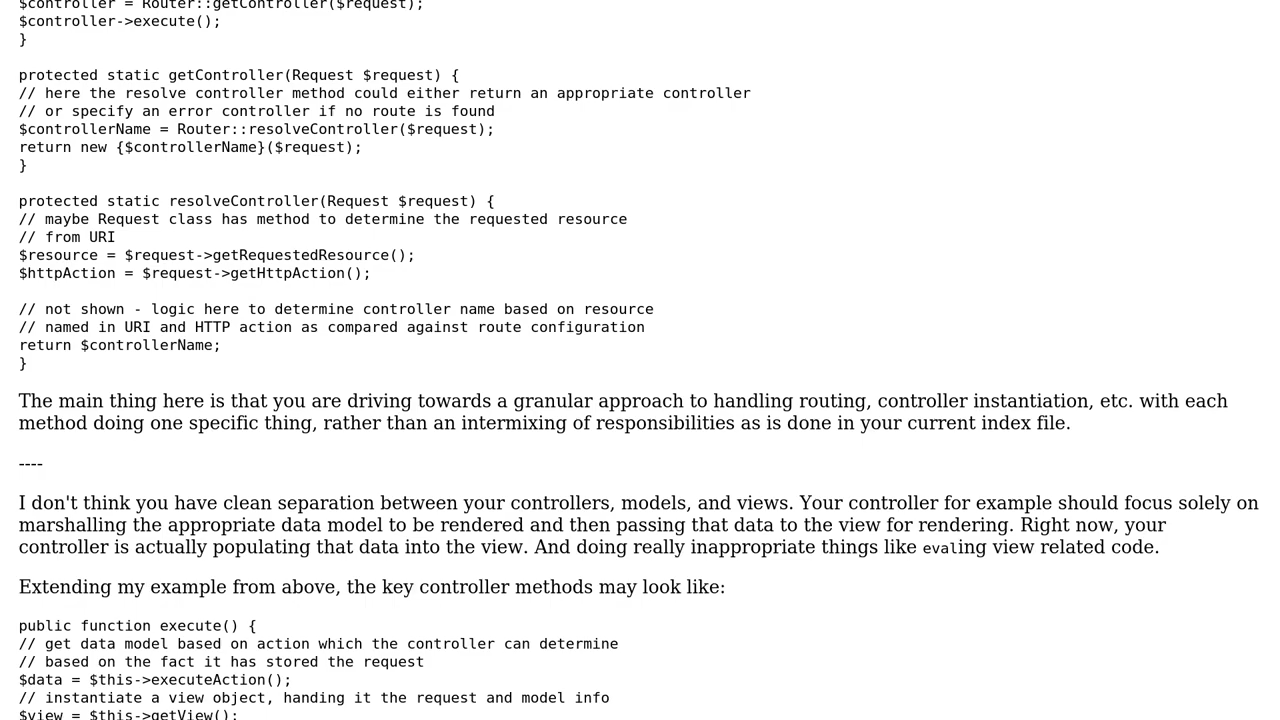 $controller = Router::getController($request);
$controller->execute();
}
protected static getController(Request $request) {
// here the resolve controller method could either return an appropriate controller
// or specify an error controller if no route is found
$controllerName = Router::resolveController($request);
return new {$controllerName}($request);
}
protected static resolveController(Request $request) {
// maybe Request class has method to determine the requested resource
// from URI
$resource = $request->getRequestedResource();
$httpAction = $request->getHttpAction();
// not shown - logic here to determine controller name based on resource
// named in URI and HTTP action as compared against route configuration
return $controllerName;
}
The main thing here is that you are driving towards a granular approach to handling routing, controller instantiation, etc. with each
method doing one specific thing, rather than an intermixing of responsibilities as is done in your current index file.
----
I don't think you have clean separation between your controllers, models, and views. Your controller for example should focus solely on
marshalling the appropriate data model to be rendered and then passing that data to the view for rendering. Right now, your
controller is actually populating that data into the view. And doing really inappropriate things like evaling view related code.
Extending my example from above, the key controller methods may look like:
public function execute() {
// get data model based on action which the controller can determine
// based on the fact it has stored the request
$data = $this->executeAction();
// instantiate a view object, handing it the request and model info
$view = $this->getView();